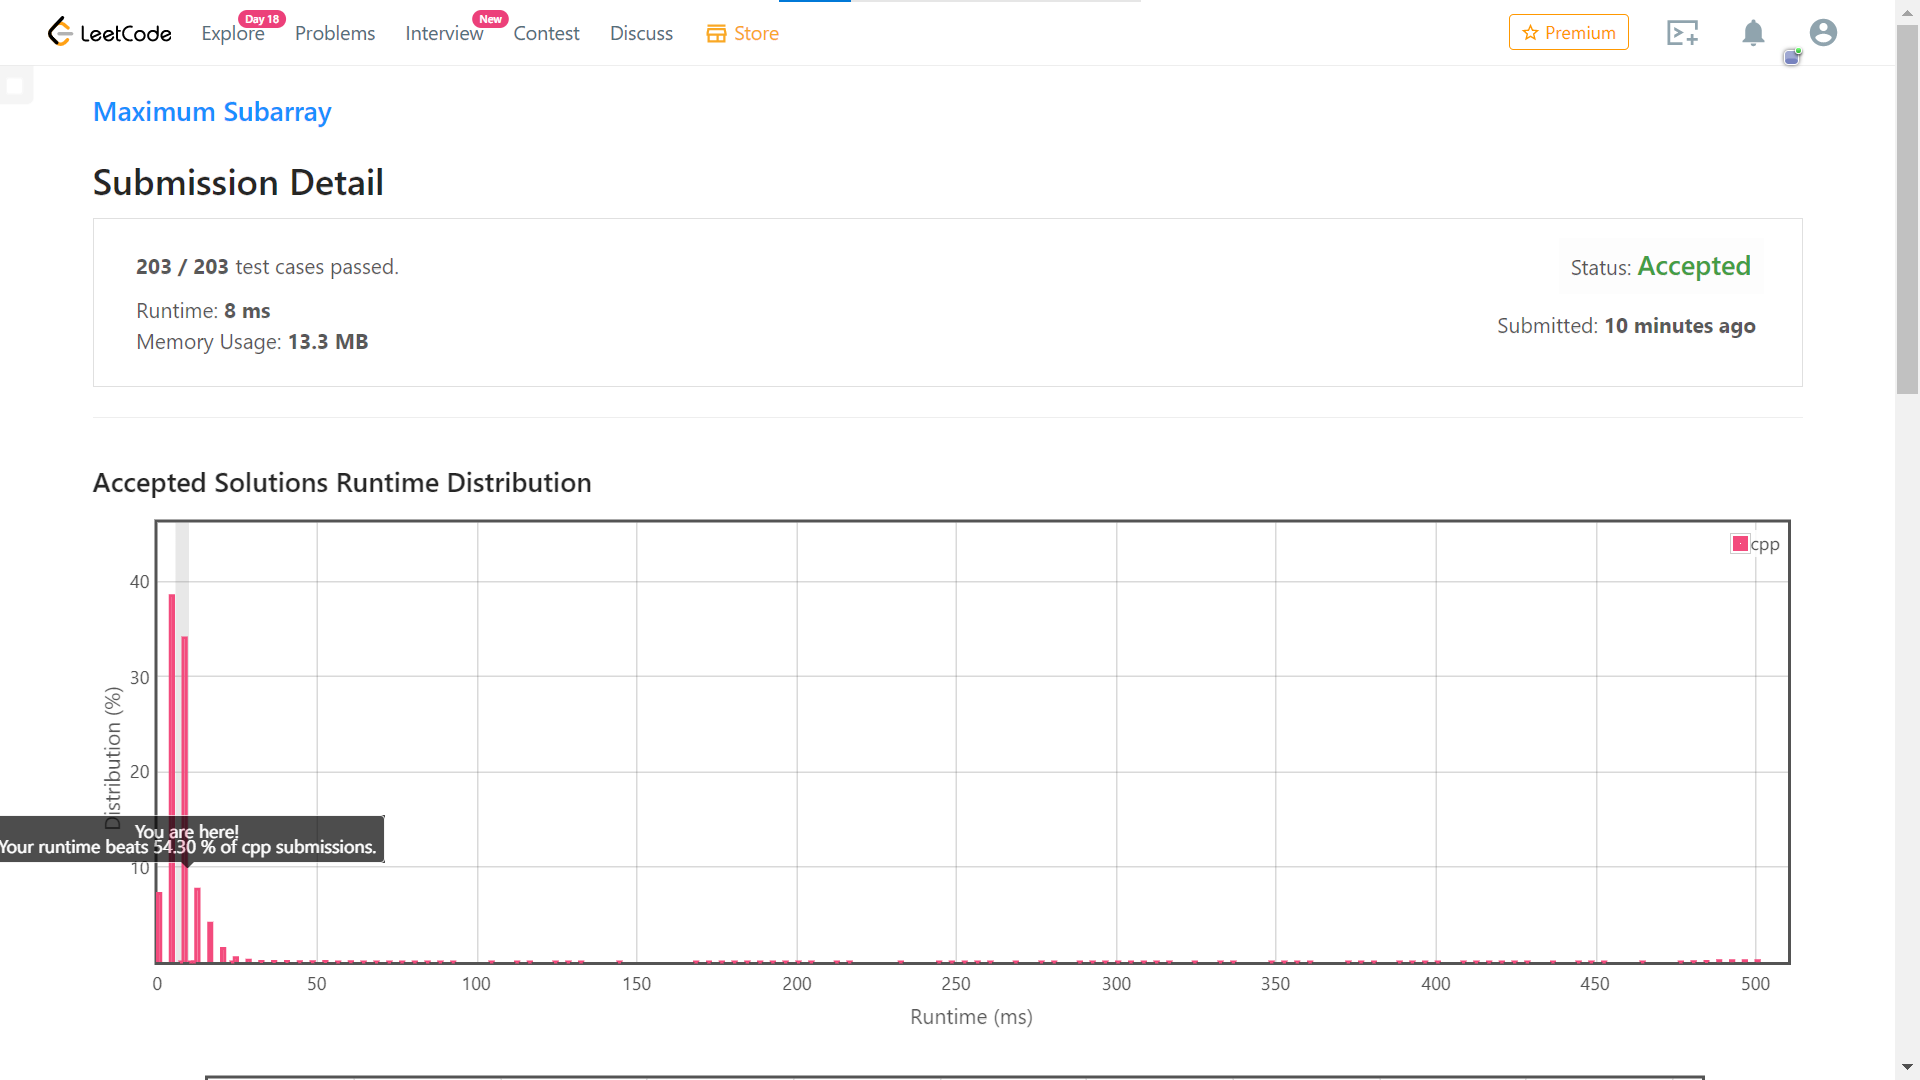 Day 18
New
LeetCode Explore Problems Interview Contest Discuss Store Premium
Maximum Subarray
Submission Detail
203 / 203 test cases passed.
Status: Accepted
Runtime: 8 ms
Submitted: 10 minutes ago
Memory Usage: 13.3 MB
Accepted Solutions Runtime Distribution
cpp
40
30
20
10
Distribution (%)
You are here!
Your runtime beats 54.30 % of cpp submissions.
0 50 100 150 200 250 300 350 400 450 500
Runtime (ms)